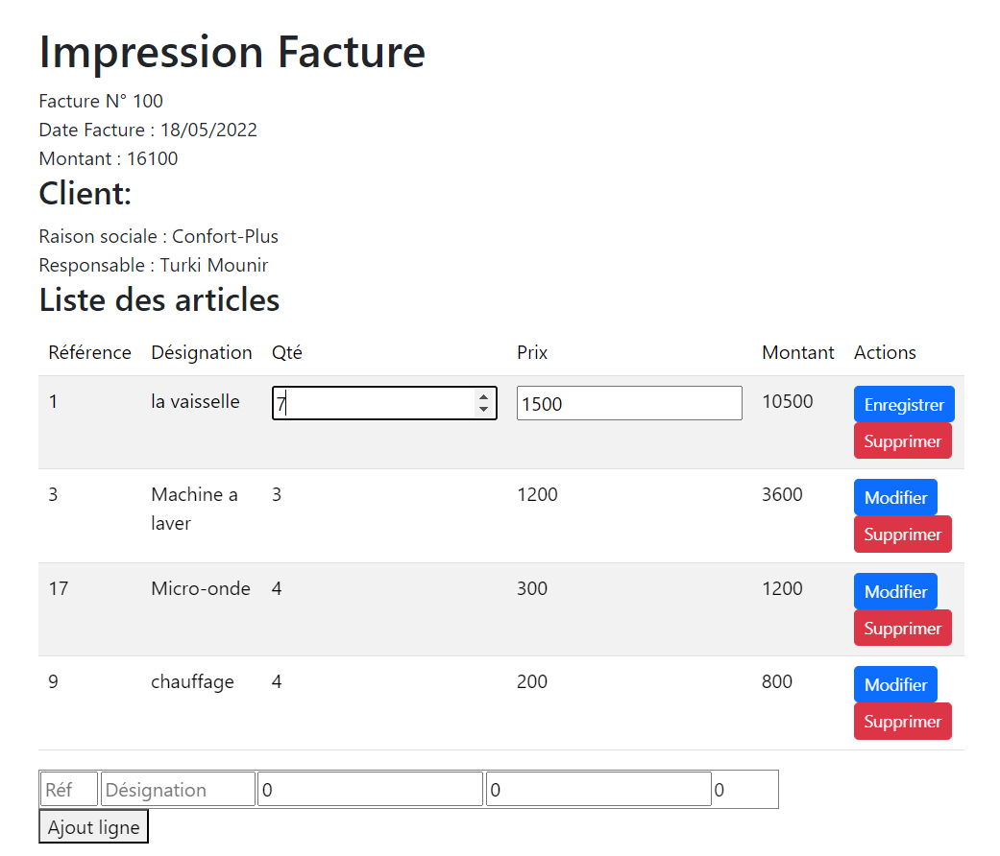 Impression Facture
Facture N° 100
Date Facture : 18/05/2022
Montant : 16100
Client:
Raison sociale : Confort-Plus
Responsable : Turki Mounir
Liste des articles
Référence Désignation Qté Prix Montant Actions
1 la vaisselle 7 1500 10500 Enregistrer
Supprimer
3 Machine a 3 1200 3600 Modifier
laver Supprimer
17 Micro-onde 4 300 1200 Modifier
Supprimer
9 chauffage 4 200 800 Modifier
Supprimer
Réf Désignation 0 0 0
Ajout ligne